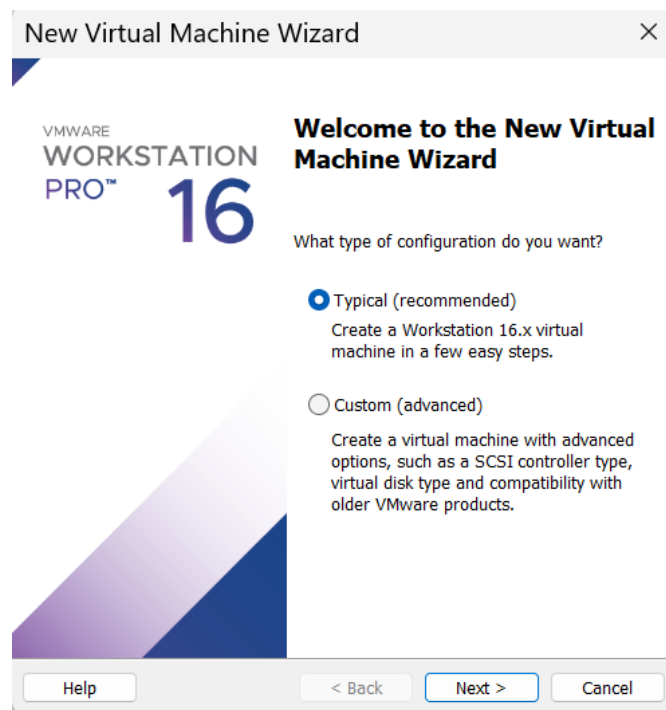 New Virtual Machine Wizard
VMWARE
WORKSTATION
PRO™ 16
Welcome to the New Virtual
Machine Wizard
What type of configuration do you want?
Typical (recommended)
Create a Workstation 16.x virtual
machine in a few easy steps.
Custom (advanced)
Create a virtual machine with advanced
options, such as a SCSI controller type,
virtual disk type and compatibility with
older VMware products.
Help < Back Next > Cancel